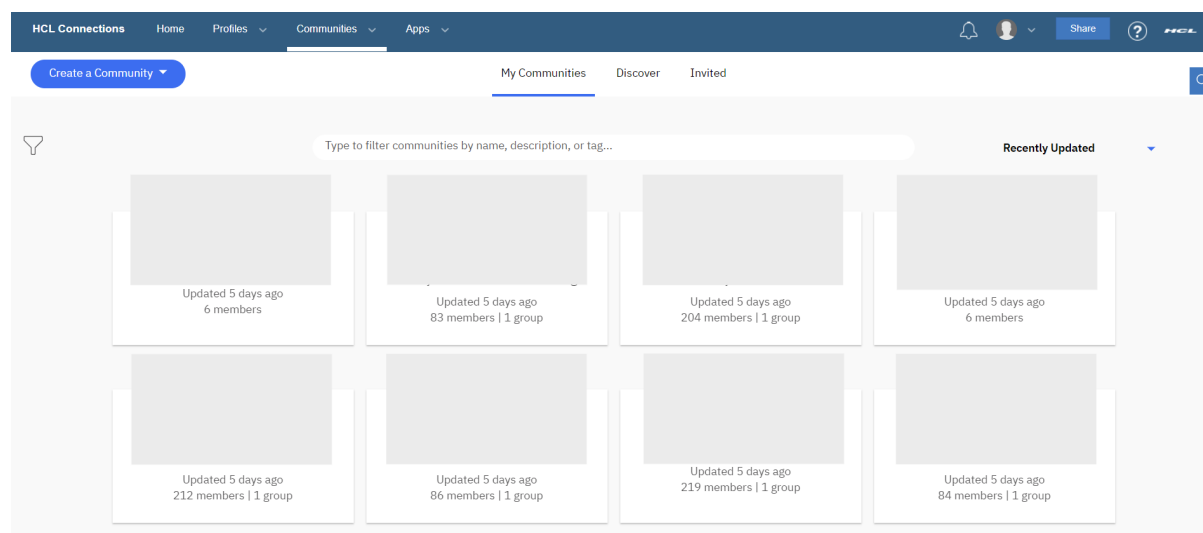 HCL Connections Home Profiles Communities Apps Share ? HCL
Create a Community My Communities Discover Invited
Type to filter communities by name, description, or tag... Recently Updated
Updated 5 days ago
6 members
Updated 5 days ago
83 members | 1 group
Updated 5 days ago
204 members | 1 group
Updated 5 days ago
6 members
Updated 5 days ago
212 members | 1 group
Updated 5 days ago
86 members | 1 group
Updated 5 days ago
219 members | 1 group
Updated 5 days ago
84 members | 1 group